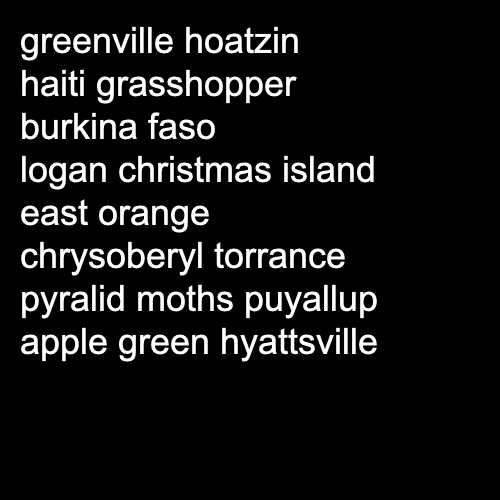 greenville hoatzin
haiti grasshopper
burkina faso
logan christmas island
east orange
chrysoberyl torrance
pyralid moths puyallup
apple green hyattsville